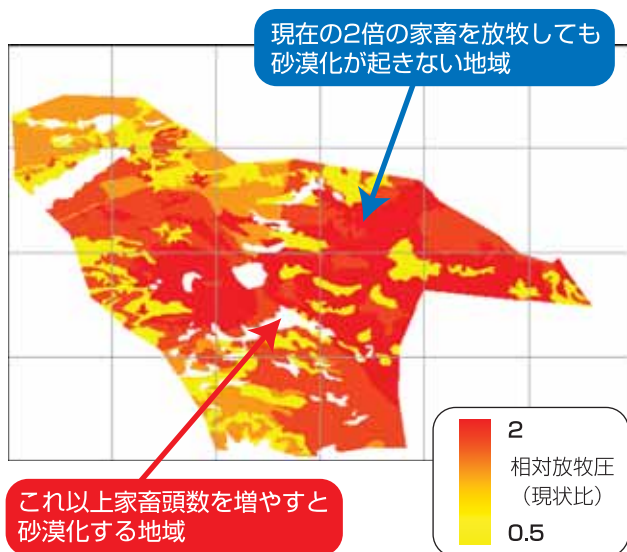 現在の2倍の家畜を放牧しても
砂漠化が起きない地域
2
相対放牧圧
（現状比）
0.5
これ以上家畜頭数を増やすと
砂漠化する地域